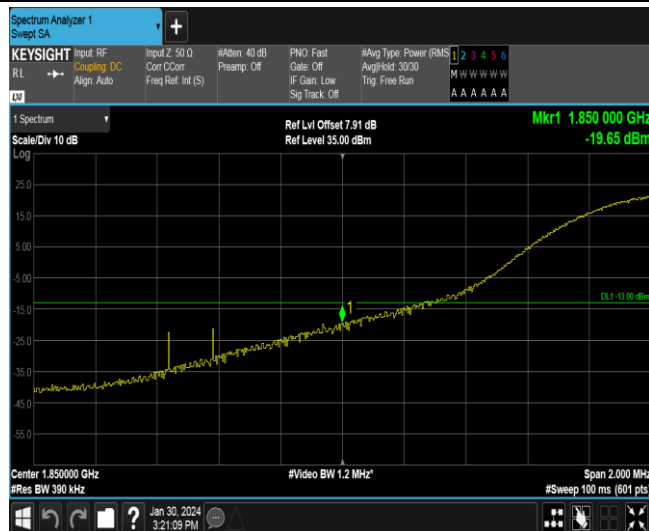 Spectrum Analyzer 1
Swept SA
KEYSIGHT
RL
LXI
Input: RF
Coupling: DC
Align: Auto
Input Z: 50 Ω
Corr CCorr
Freq Ref: Int (S)
#Atten: 40 dB
Preamp: Off
PNO: Fast
Gate: Off
IF Gain: Low
Sig Track: Off
#Avg Type: Power (RMS
Avg|Hold: 30/30
Trig: Free Run
1 2 3 4 5 6
M W W W W W
A A A A A A
1 Spectrum
Scale/Div 10 dB
Log
Ref Lvl Offset 7.91 dB
Ref Level 35.00 dBm
Mkr1 1.850 000 GHz
-19.65 dBm
25.0
15.0
5.00
-5.00
DL1 -13.00 dBm
1
-15.0
-25.0
-35.0
-45.0
-55.0
Center 1.850000 GHz
#Video BW 1.2 MHz*
Span 2.000 MHz
#Res BW 390 kHz
#Sweep 100 ms (601 pts)
?
Jan 30, 2024
3:21:09 PM